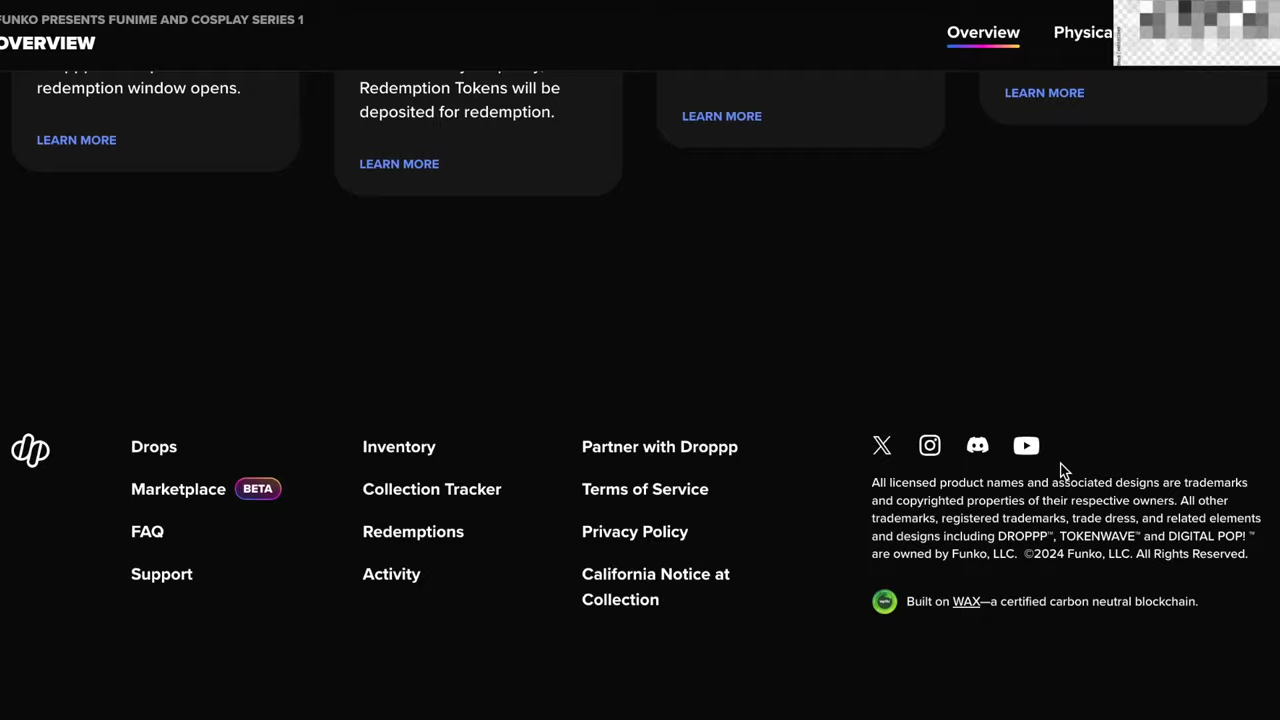 FUNKO PRESENTS FUNIME AND COSPLAY SERIES 1
OVERVIEW
Overview
Physica
redemption window opens.
LEARN MORE
Redemption Tokens will be
deposited for redemption.
LEARN MORE
LEARN MORE
LEARN MORE
Drops
Marketplace BETA
FAQ
Support
Inventory
Collection Tracker
Redemptions
Activity
Partner with Droppp
Terms of Service
Privacy Policy
California Notice at
Collection
All licensed product names and associated designs are trademarks
and copyrighted properties of their respective owners. All other
trademarks, registered trademarks, trade dress, and related elements
and designs including DROPPP™, TOKENWAVE™ and DIGITAL POP! ™
are owned by Funko, LLC. ©2024 Funko, LLC. All Rights Reserved.
Built on WAX—a certified carbon neutral blockchain.